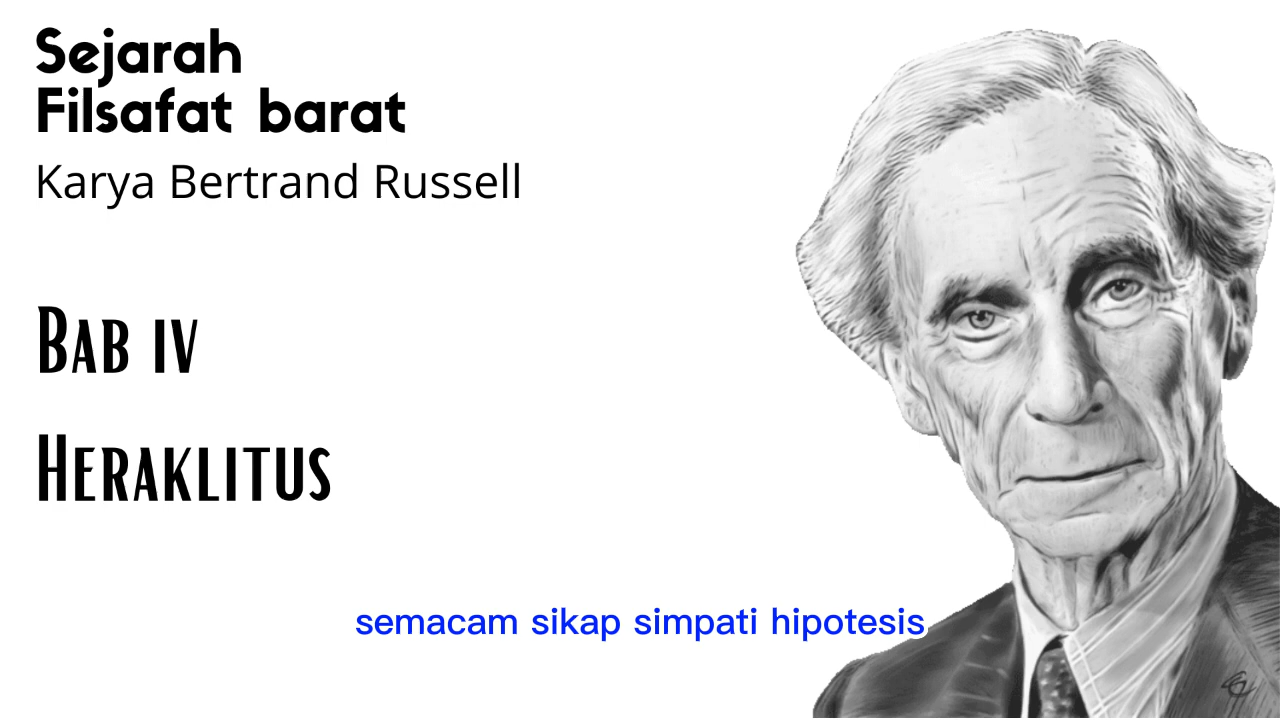 Sejarah
Filsafat barat
Karya Bertrand Russell
Bab iv
Heraklitus
semacam sikap simpati hipotesis